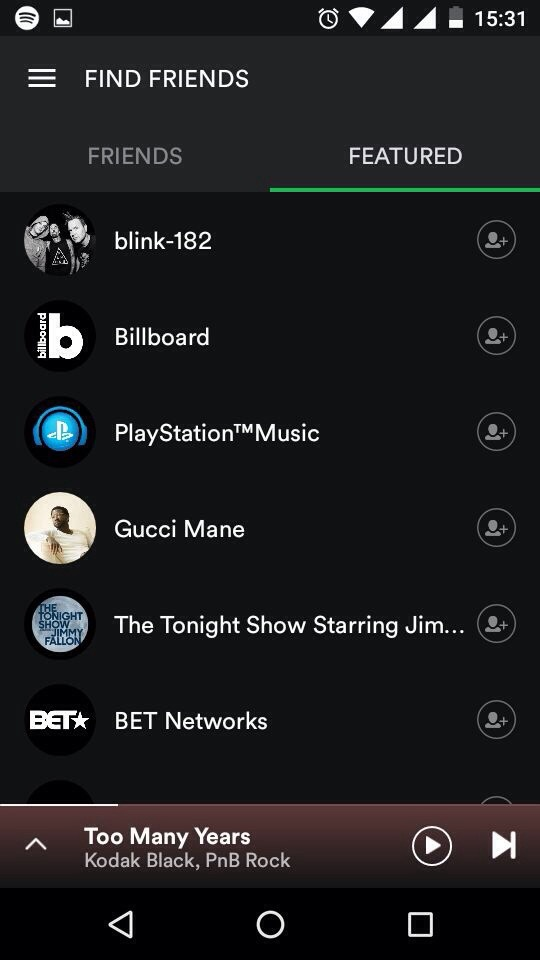 15:31
FIND FRIENDS
FRIENDS
FEATURED
blink-182
billboard
b
Billboard
PlayStation™Music
Gucci Mane
THE
TONIGHT
SHOW
JIMMY
FALLON
The Tonight Show Starring Jim...
BET
BET Networks
Too Many Years
Kodak Black, PnB Rock